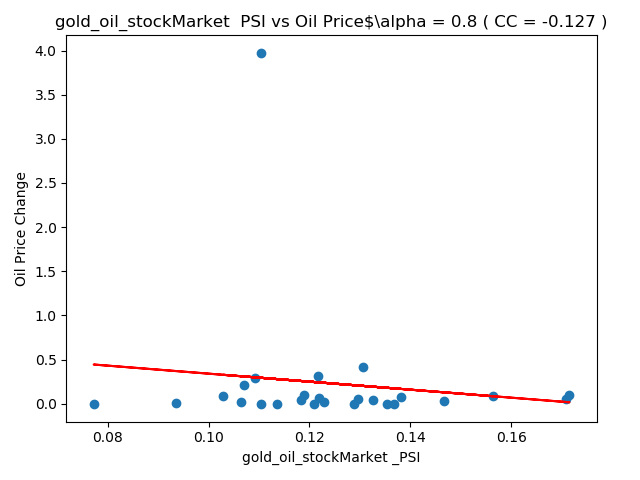 gold_oil_stockMarket  PSI vs Oil Price$\alpha = 0.8 ( CC = -0.127 )
4.0
3.5
3.0
2.5
2.0
1.5
1.0
0.5
0.0
Oil Price Change
0.08 0.10 0.12 0.14 0.16
gold_oil_stockMarket _PSI